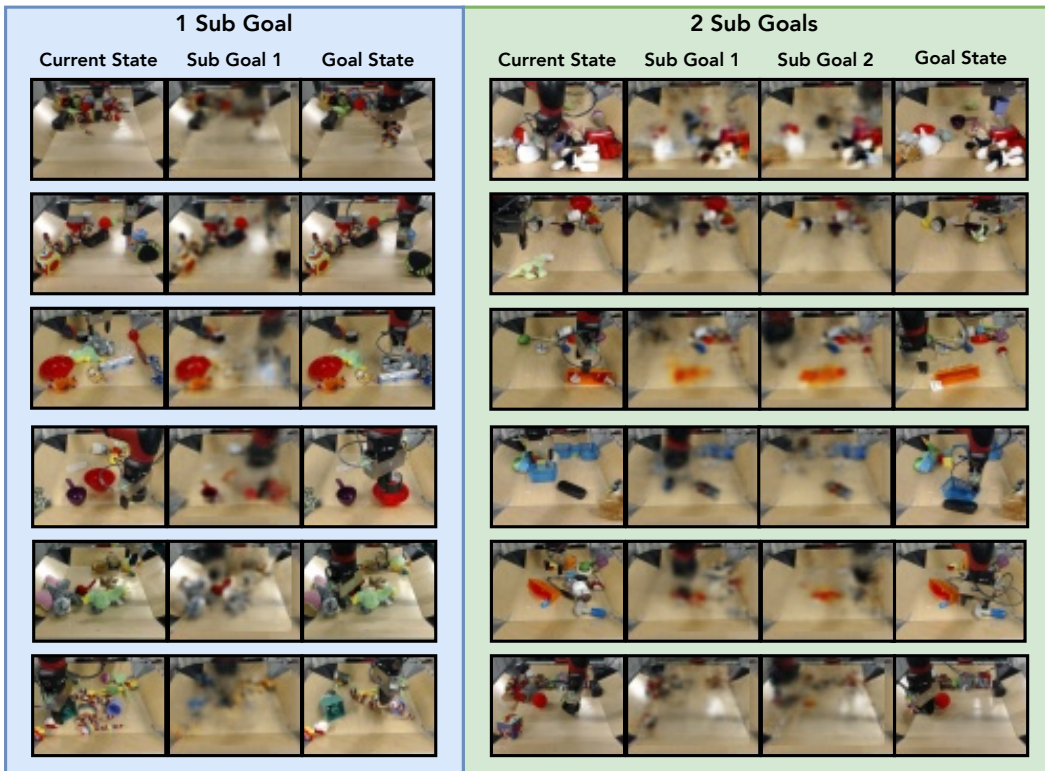 1 Sub Goal
Current State Sub Goal 1 Goal State
2 Sub Goals
Current State Sub Goal 1 Sub Goal 2 Goal State